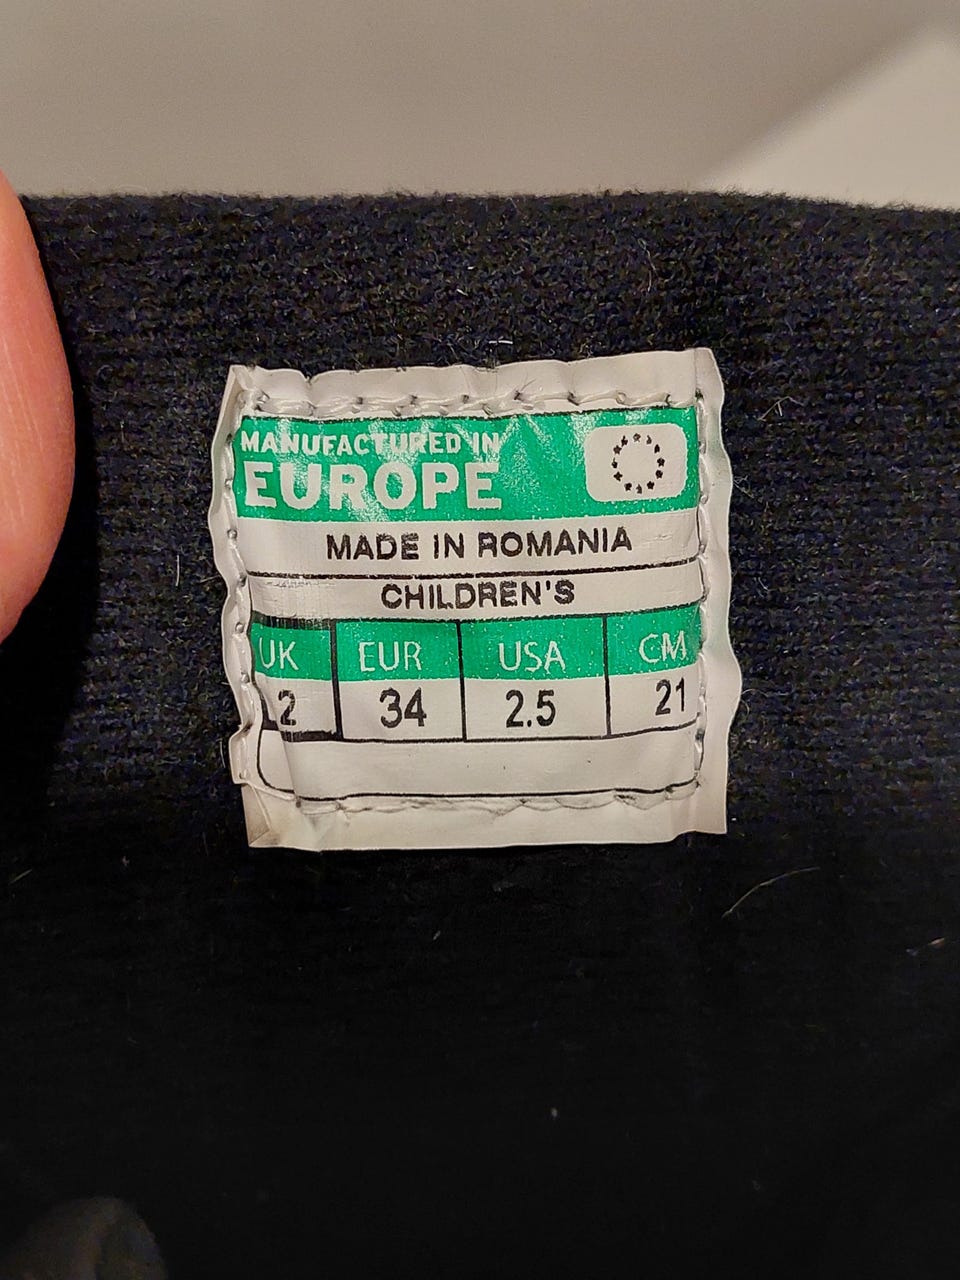 MANUFACTURED IN
EUROPE
MADE IN ROMANIA
CHILDREN'S
UK EUR USA CM
2 34 2.5 21